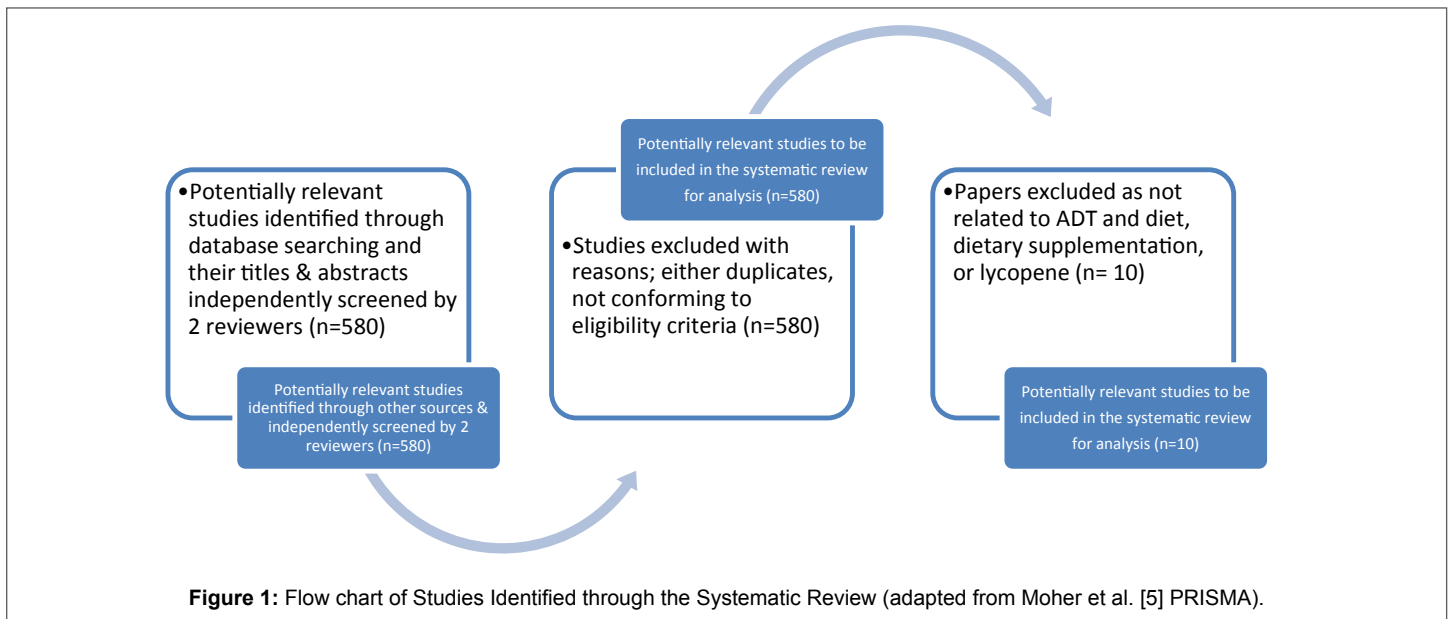 •Potentially relevant
studies identified through
database searching and
their titles & abstracts
independently screened by
2 reviewers (n=580)
Potentially relevant studies
identified through other sources &
independently screened by 2
reviewers (n=580)
Potentially relevant studies to be
included in the systematic review
for analysis (n=580)
•Studies excluded with
reasons; either duplicates,
not conforming to
eligibility criteria (n=580)
•Papers excluded as not
related to ADT and diet,
dietary supplementation,
or lycopene (n= 10)
Potentially relevant studies to be
included in the systematic review
for analysis (n=10)
Figure 1: Flow chart of Studies Identified through the Systematic Review (adapted from Moher et al. [5] PRISMA).